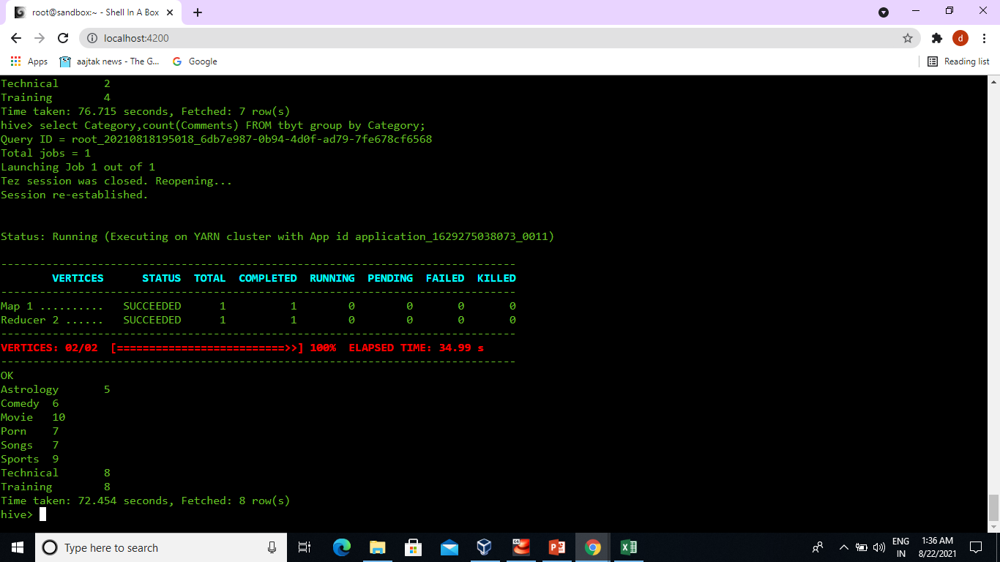 root@sandbox:~ - Shell In A Box
localhost:4200
d
Apps
aajtak news - The G...
Google
Reading list
Technical 2
Training 4
Time taken: 76.715 seconds, Fetched: 7 row(s)
hive> select Category,count(Comments) FROM tbyt group by Category;
Query ID = root_20210818195018_6db7e987-0b94-4d0f-ad79-7fe678cf6568
Total jobs = 1
Launching Job 1 out of 1
Tez session was closed. Reopening...
Session re-established.
Status: Running (Executing on YARN cluster with App id application_1629275038073_0011)
--------------------------------------------------------------------------------
VERTICES STATUS TOTAL COMPLETED RUNNING PENDING FAILED KILLED
--------------------------------------------------------------------------------
Map 1 .......... SUCCEEDED 1 1 0 0 0 0
Reducer 2 ...... SUCCEEDED 1 1 0 0 0 0
--------------------------------------------------------------------------------
VERTICES: 02/02 [==========================>>] 100% ELAPSED TIME: 34.99 s
--------------------------------------------------------------------------------
OK
Astrology 5
Comedy 6
Movie 10
Porn 7
Songs 7
Sports 9
Technical 8
Training 8
Time taken: 72.454 seconds, Fetched: 8 row(s)
hive>
Type here to search
64
ENG
IN
1:36 AM
8/22/2021